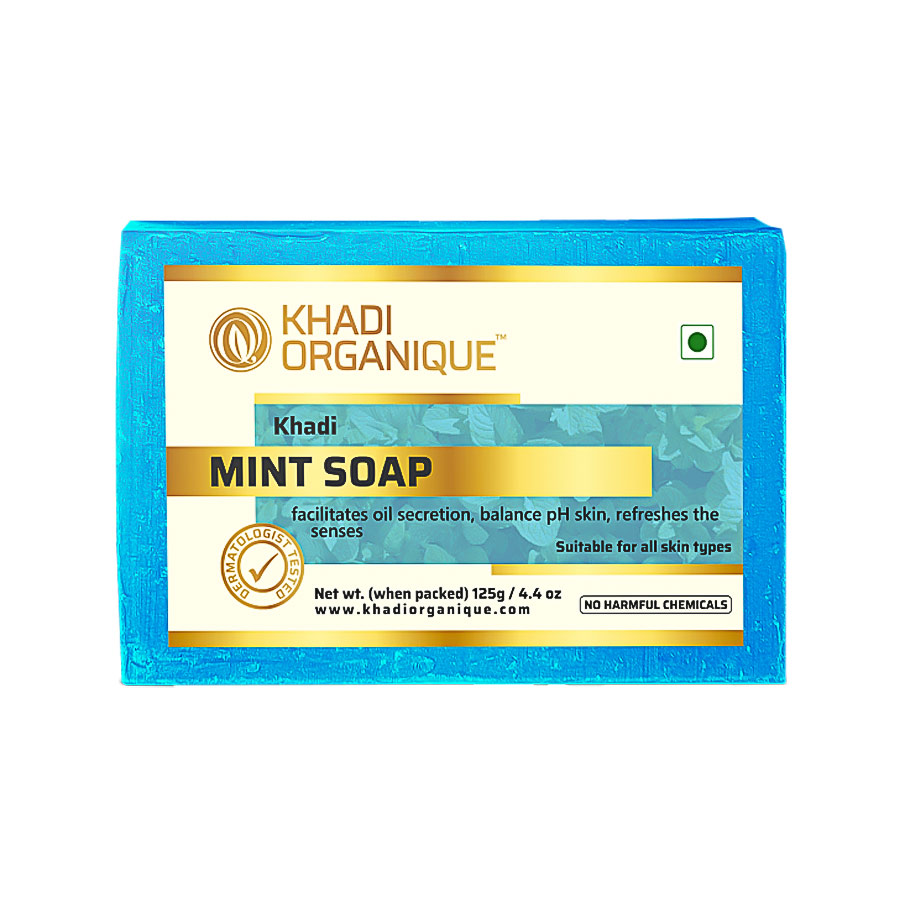 KHADI
ORGANIQUE™
Khadi
MINT SOAP
facilitates oil secretion, balance pH skin, refreshes the
senses
Suitable for all skin types
DERMATOLOGIST TESTED
Net wt. (when packed) 125g / 4.4 oz
www.khadiorganique.com
NO HARMFUL CHEMICALS